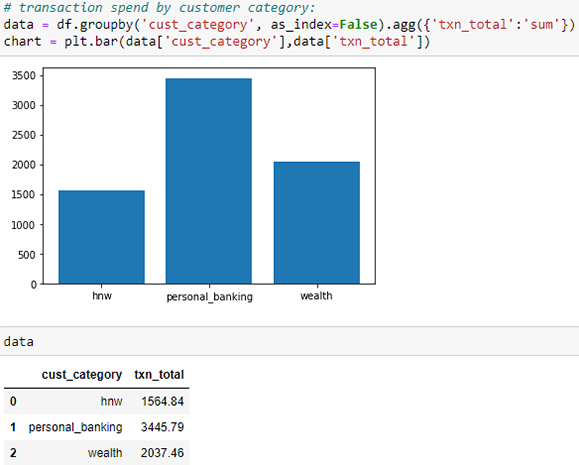 # transaction spend by customer category:
data = df.groupby('cust_category', as_index=False).agg({'txn_total':'sum'})
chart = plt.bar(data['cust_category'],data['txn_total'])
3500
3000
2500
2000
1500
1000
500
0
hnw personal_banking wealth
data
cust_category txn_total
0 hnw 1564.84
1 personal_banking 3445.79
2 wealth 2037.46